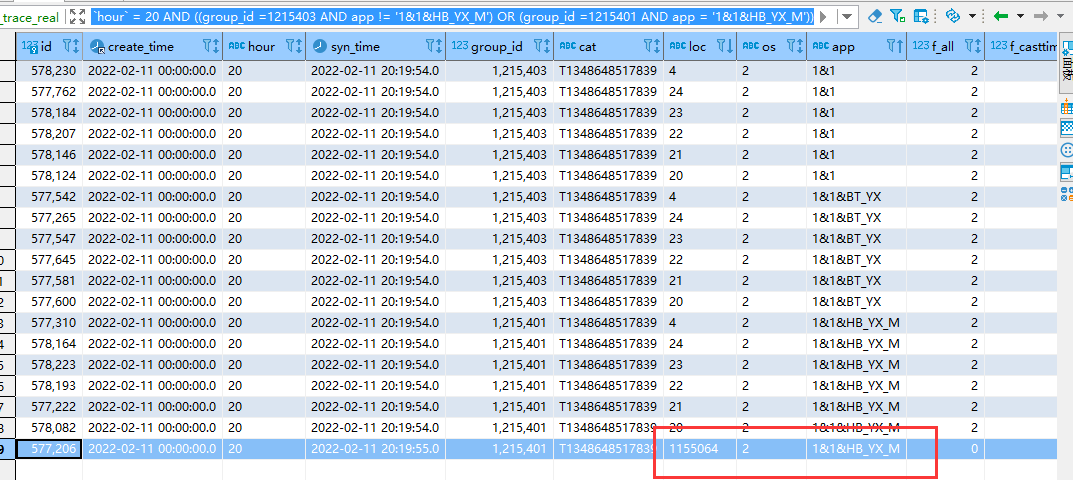 _trace_real `hour` = 20 AND ((group_id =1215403 AND app != '1&1&HB_YX_M') OR (group_id =1215401 AND app = '1&1&HB_YX_M'))
123 id create_time ABC hour syn_time 123 group_id ABC cat ABC loc ABC os ABC app 123 f_all 123 f_casttim
578,230 2022-02-11 00:00:00.0 20 2022-02-11 20:19:54.0 1,215,403 T1348648517839 4 2 1&1 2
577,762 2022-02-11 00:00:00.0 20 2022-02-11 20:19:54.0 1,215,403 T1348648517839 24 2 1&1 2
578,184 2022-02-11 00:00:00.0 20 2022-02-11 20:19:54.0 1,215,403 T1348648517839 23 2 1&1 2
578,207 2022-02-11 00:00:00.0 20 2022-02-11 20:19:54.0 1,215,403 T1348648517839 22 2 1&1 2
578,146 2022-02-11 00:00:00.0 20 2022-02-11 20:19:54.0 1,215,403 T1348648517839 21 2 1&1 2
578,124 2022-02-11 00:00:00.0 20 2022-02-11 20:19:54.0 1,215,403 T1348648517839 20 2 1&1 2
577,542 2022-02-11 00:00:00.0 20 2022-02-11 20:19:54.0 1,215,403 T1348648517839 4 2 1&1&BT_YX 2
577,265 2022-02-11 00:00:00.0 20 2022-02-11 20:19:54.0 1,215,403 T1348648517839 24 2 1&1&BT_YX 2
577,547 2022-02-11 00:00:00.0 20 2022-02-11 20:19:54.0 1,215,403 T1348648517839 23 2 1&1&BT_YX 2
0 577,645 2022-02-11 00:00:00.0 20 2022-02-11 20:19:54.0 1,215,403 T1348648517839 22 2 1&1&BT_YX 2
1 577,581 2022-02-11 00:00:00.0 20 2022-02-11 20:19:54.0 1,215,403 T1348648517839 21 2 1&1&BT_YX 2
2 577,600 2022-02-11 00:00:00.0 20 2022-02-11 20:19:54.0 1,215,403 T1348648517839 20 2 1&1&BT_YX 2
3 577,310 2022-02-11 00:00:00.0 20 2022-02-11 20:19:54.0 1,215,401 T1348648517839 4 2 1&1&HB_YX_M 2
4 578,164 2022-02-11 00:00:00.0 20 2022-02-11 20:19:54.0 1,215,401 T1348648517839 24 2 1&1&HB_YX_M 2
5 578,223 2022-02-11 00:00:00.0 20 2022-02-11 20:19:54.0 1,215,401 T1348648517839 23 2 1&1&HB_YX_M 2
6 578,193 2022-02-11 00:00:00.0 20 2022-02-11 20:19:54.0 1,215,401 T1348648517839 22 2 1&1&HB_YX_M 2
7 577,222 2022-02-11 00:00:00.0 20 2022-02-11 20:19:54.0 1,215,401 T1348648517839 21 2 1&1&HB_YX_M 2
8 578,082 2022-02-11 00:00:00.0 20 2022-02-11 20:19:54.0 1,215,401 T1348648517839 20 2 1&1&HB_YX_M 2
9 577,206 2022-02-11 00:00:00.0 20 2022-02-11 20:19:55.0 1,215,401 T1348648517839 1155064 2 1&1&HB_YX_M 0